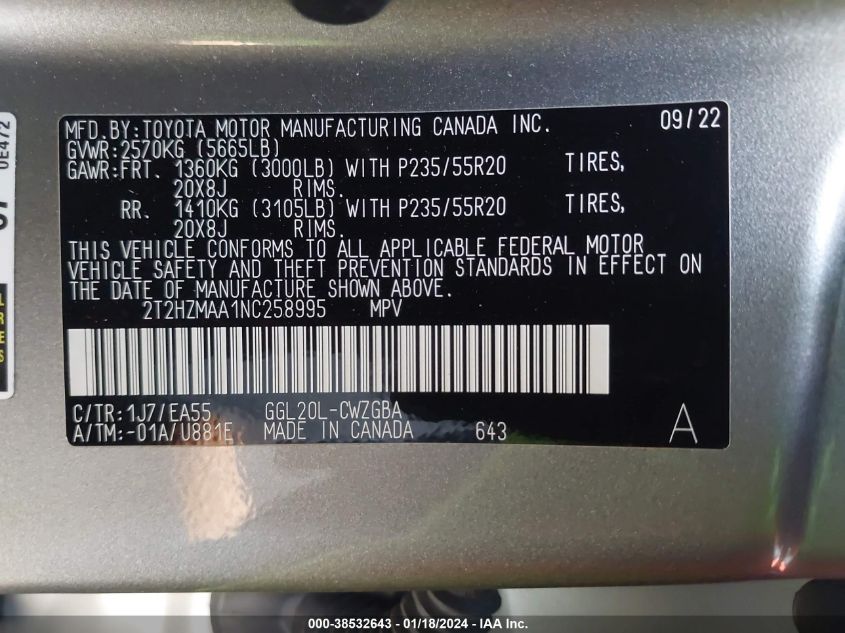 MFD.BY:TOYOTA MOTOR MANUFACTURING CANADA INC. 09/22
GVWR:2570KG (5665LB)
GAWR:FRT. 1360KG (3000LB) WITH P235/55R20 TIRES,
20X8J RIMS.
RR. 1410KG (3105LB) WITH P235/55R20 TIRES,
20X8J RIMS.
THIS VEHICLE CONFORMS TO ALL APPLICABLE FEDERAL MOTOR
VEHICLE SAFETY AND THEFT PREVENTION STANDARDS IN EFFECT ON
THE DATE OF MANUFACTURE SHOWN ABOVE.
2T2HZMAA1NC258995 MPV
C/TR:1J7/EA55 GGL20L-CWZGBA
A/TM:-01A/U881E MADE IN CANADA 643 A
0E472
000-38532643 / 01/18/2024 - IAA Inc.